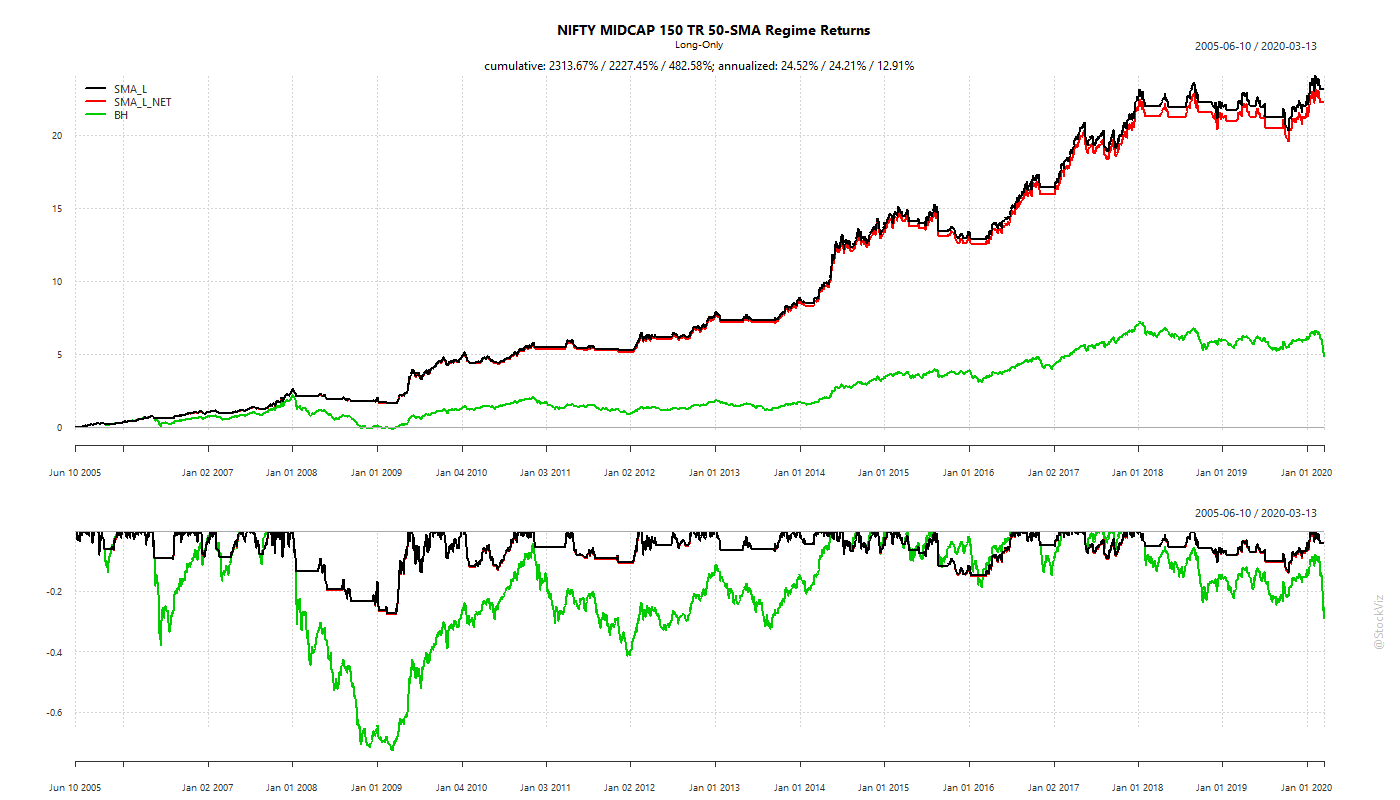 NIFTY MIDCAP 150 TR 50-SMA Regime Returns
Long-Only
2005-06-10 / 2020-03-13
cumulative: 2313.67% / 2227.45% / 482.58%; annualized: 24.52% / 24.21% / 12.91%
SMA_L
SMA_L_NET
BH
20
15
10
5
0
Jun 10 2005 Jan 02 2007 Jan 01 2008 Jan 01 2009 Jan 04 2010 Jan 03 2011 Jan 02 2012 Jan 01 2013 Jan 01 2014 Jan 01 2015 Jan 01 2016 Jan 02 2017 Jan 01 2018 Jan 01 2019 Jan 01 2020
2005-06-10 / 2020-03-13
-0.2
-0.4
-0.6
Jun 10 2005 Jan 02 2007 Jan 01 2008 Jan 01 2009 Jan 04 2010 Jan 03 2011 Jan 02 2012 Jan 01 2013 Jan 01 2014 Jan 01 2015 Jan 01 2016 Jan 02 2017 Jan 01 2018 Jan 01 2019 Jan 01 2020
@StockViz